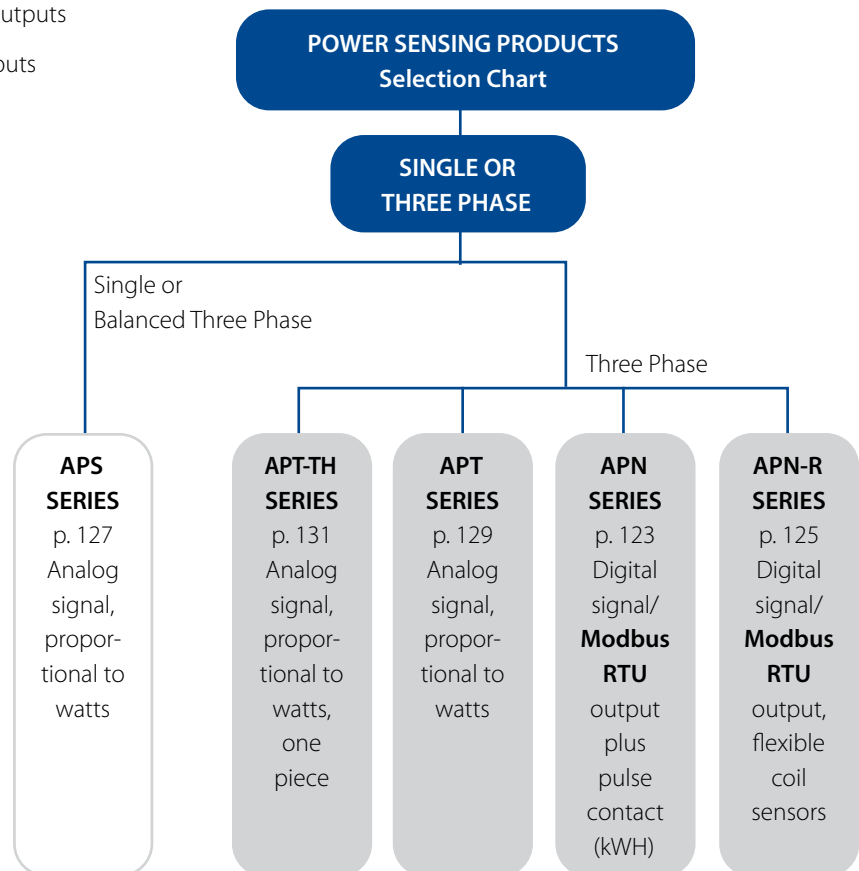 utputs
outs
POWER SENSING PRODUCTS
Selection Chart
SINGLE OR
THREE PHASE
Single or
Balanced Three Phase
Three Phase
APS
SERIES
p. 127
Analog
signal,
propor-
tional to
watts
APT-TH
SERIES
p. 131
Analog
signal,
propor-
tional to
watts,
one
piece
APT
SERIES
p. 129
Analog
signal,
propor-
tional to
watts
APN
SERIES
p. 123
Digital
signal/
Modbus
RTU
output
plus
pulse
contact
(kWH)
APN-R
SERIES
p. 125
Digital
signal/
Modbus
RTU
output,
flexible
coil
sensors